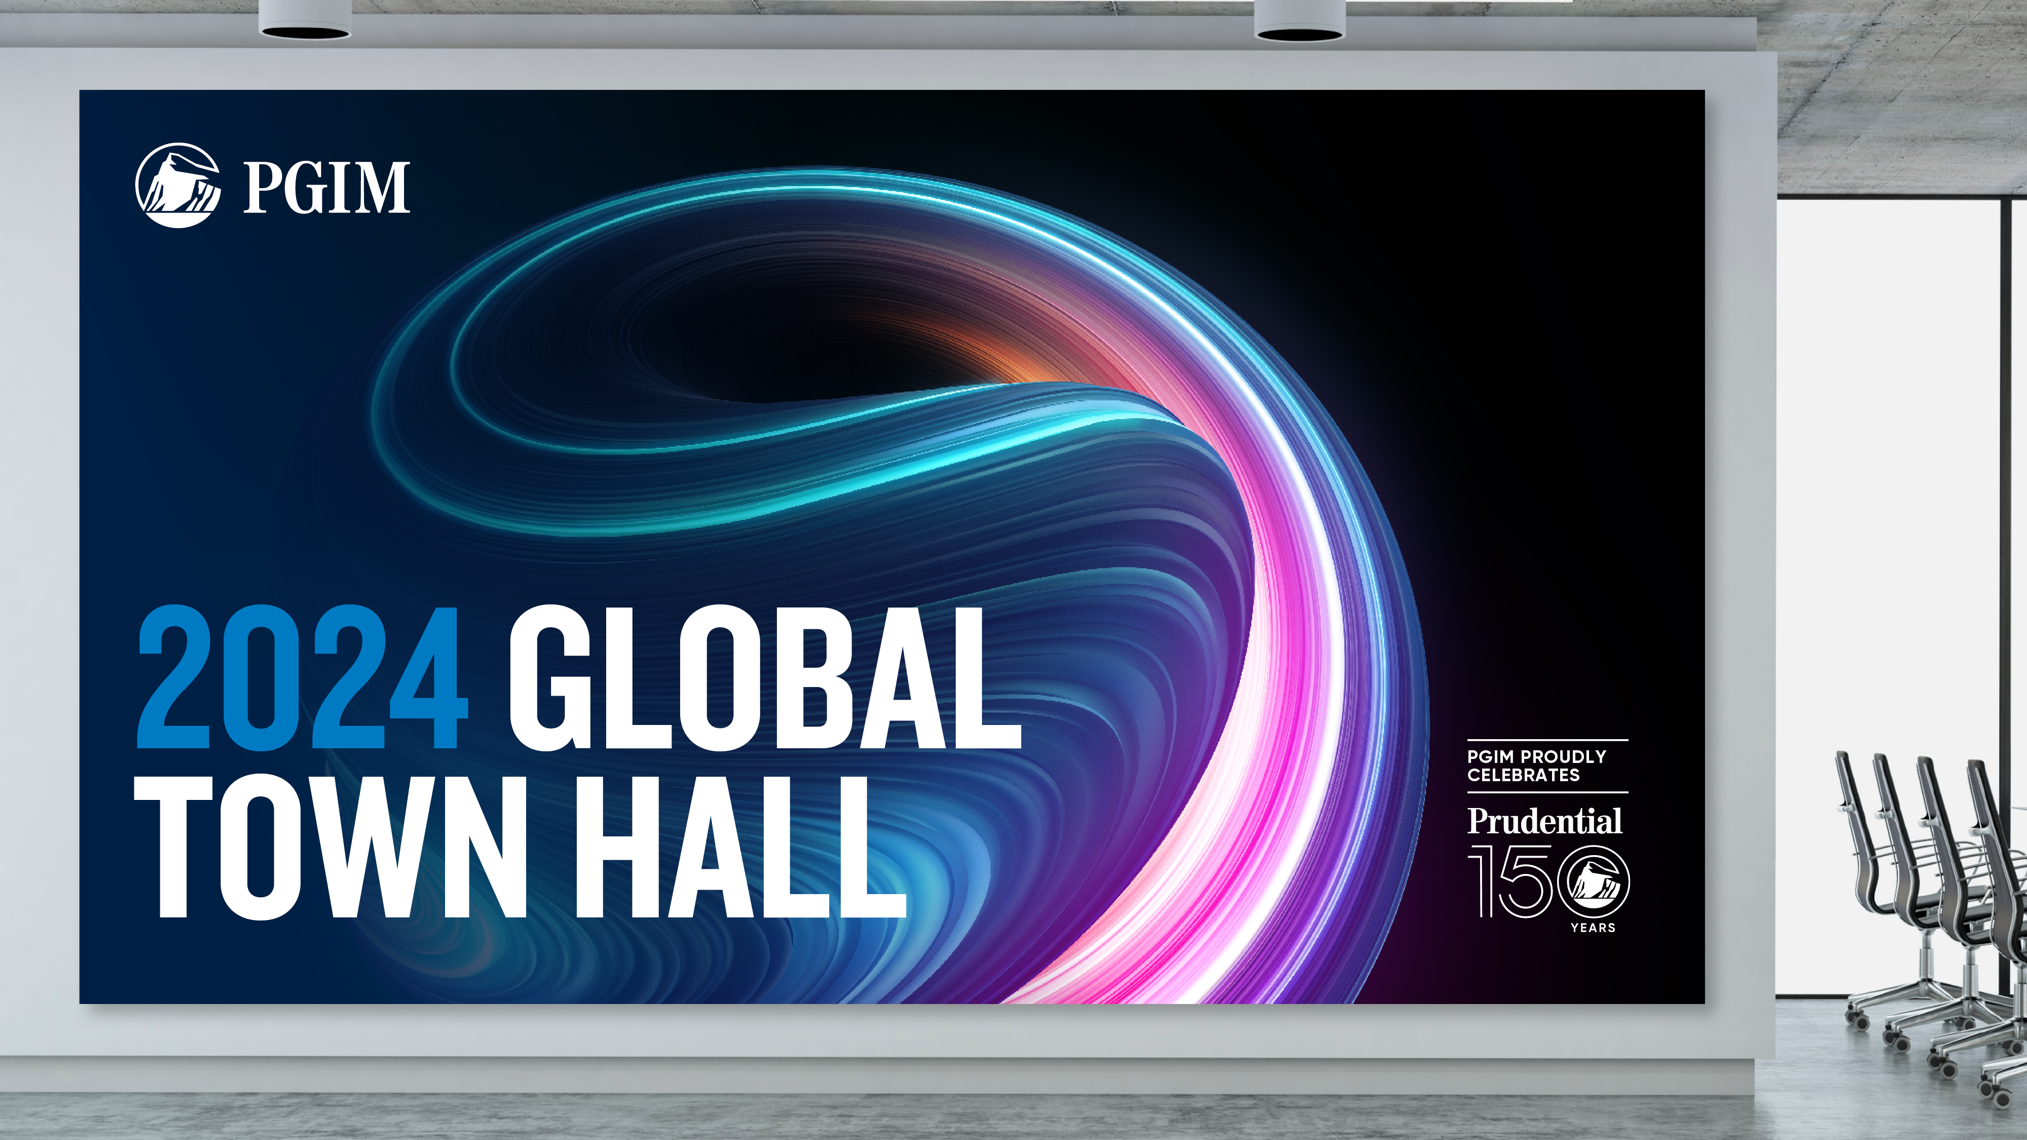 PGIM
2024 GLOBAL
TOWN HALL
PGIM PROUDLY
CELEBRATES
Prudential
150
YEARS